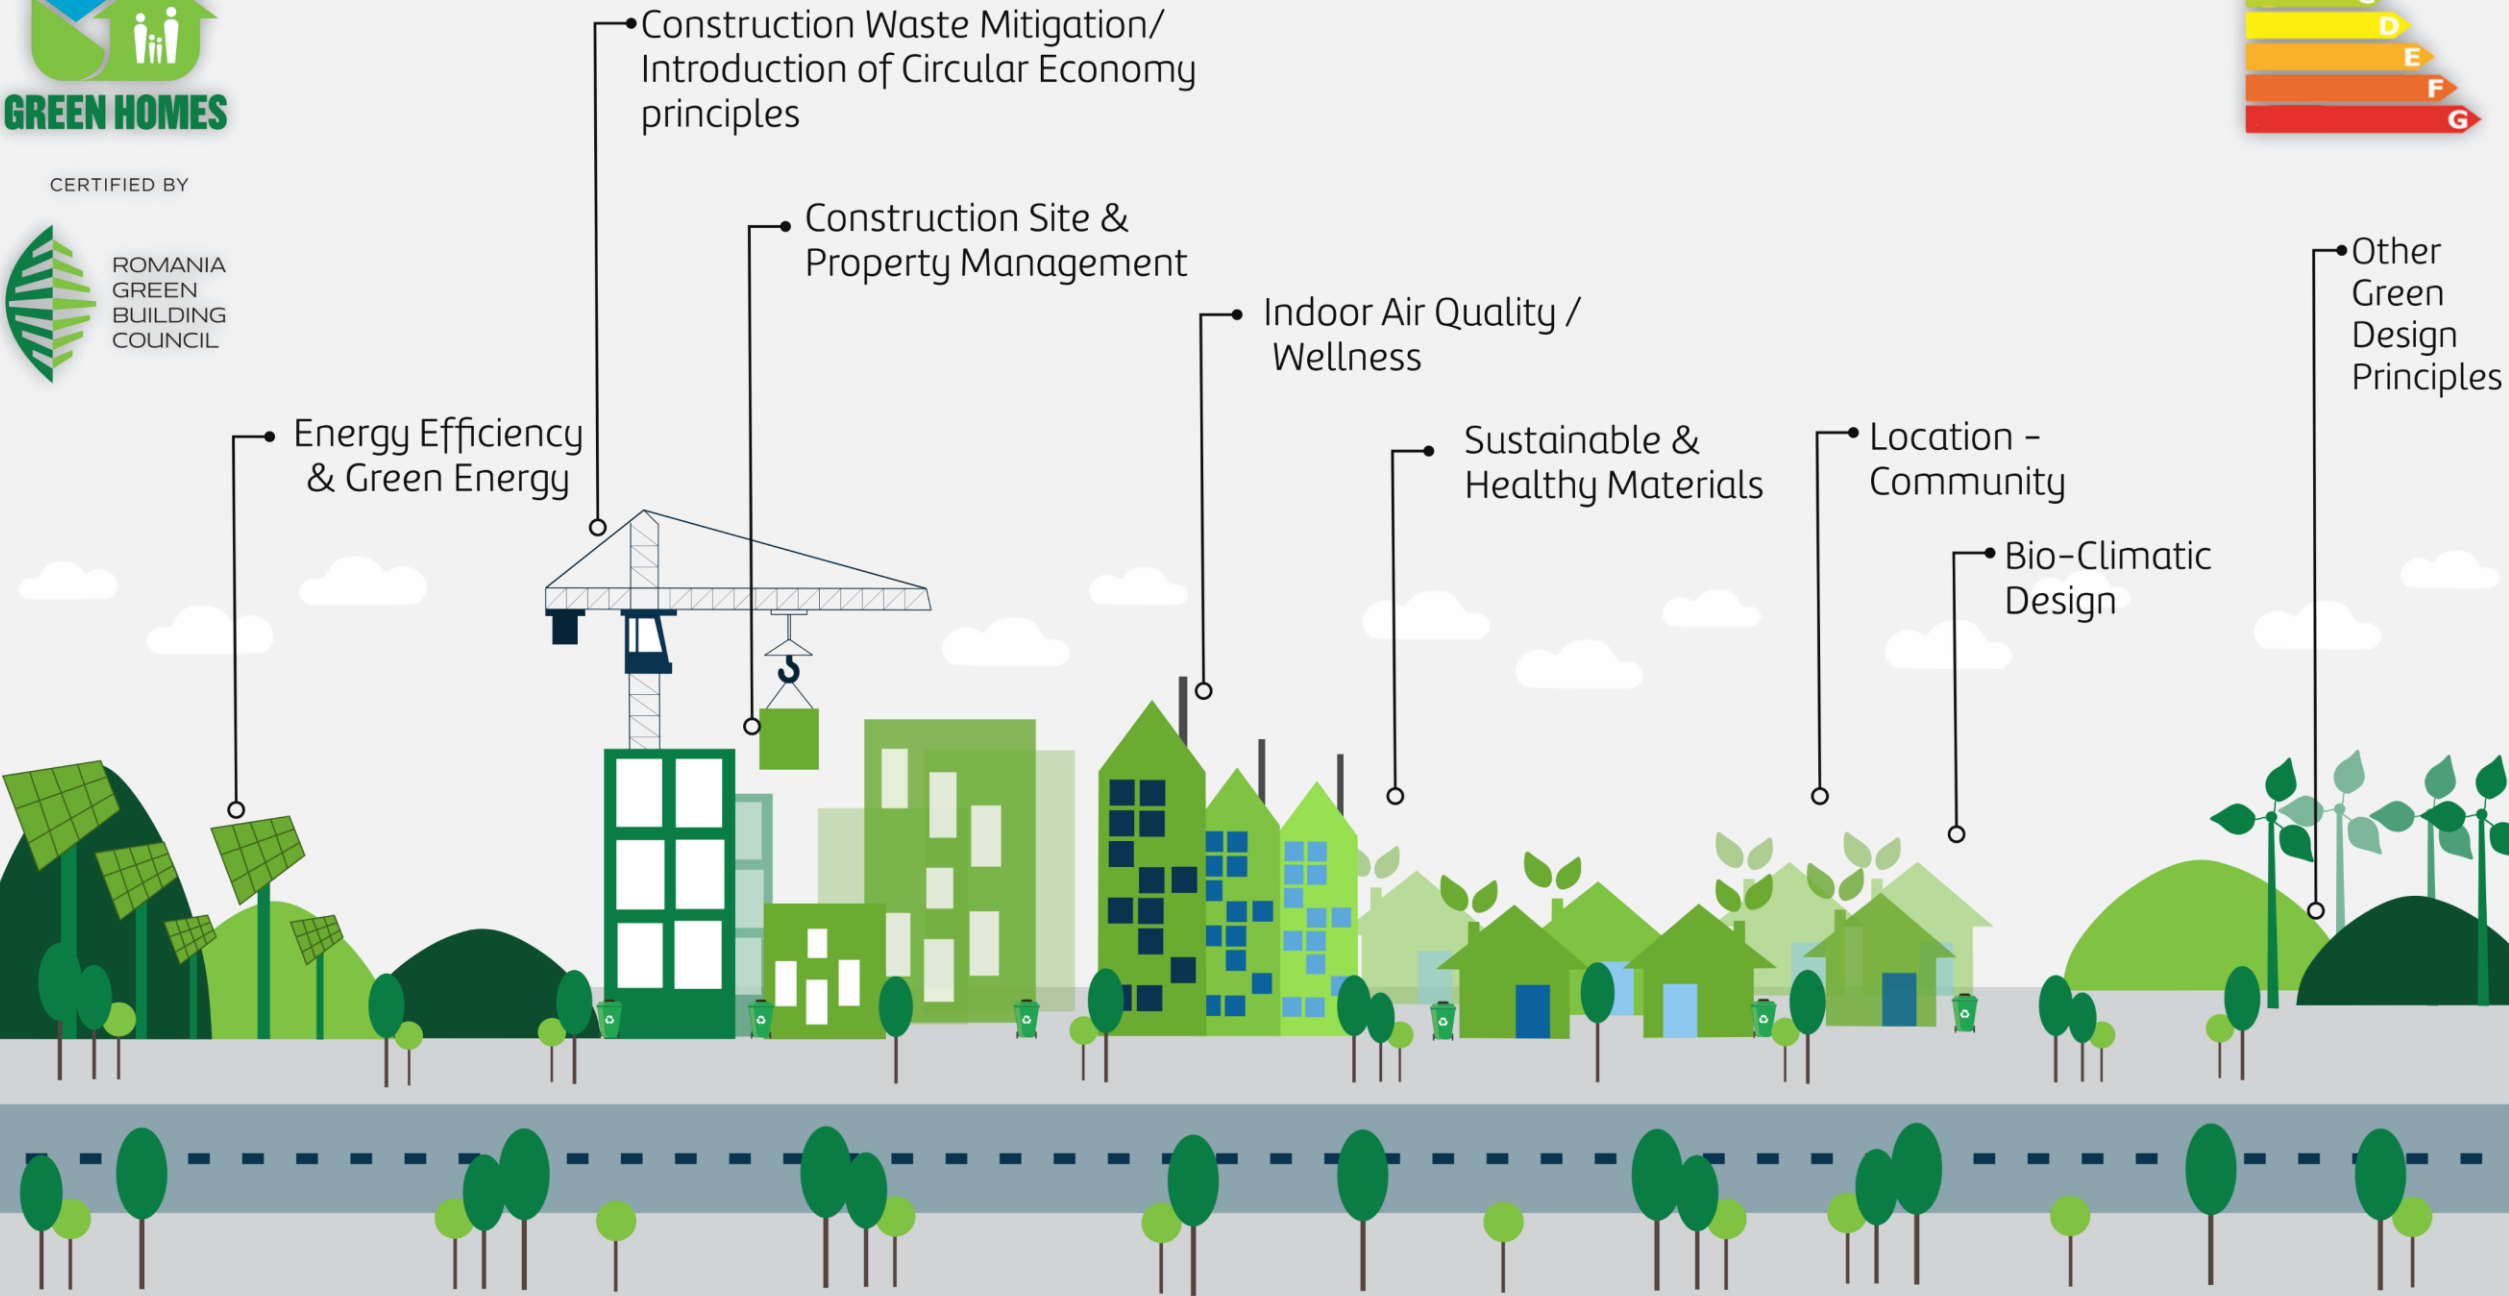 GREEN HOMES
CERTIFIED BY
ROMANIA
GREEN
BUILDING
COUNCIL
Construction Waste Mitigation/
Introduction of Circular Economy
principles
Construction Site &
Property Management
Indoor Air Quality /
Wellness
Energy Efficiency
& Green Energy
Sustainable &
Healthy Materials
Location -
Community
Bio-Climatic
Design
Other
Green
Design
Principles
D
E
F
G